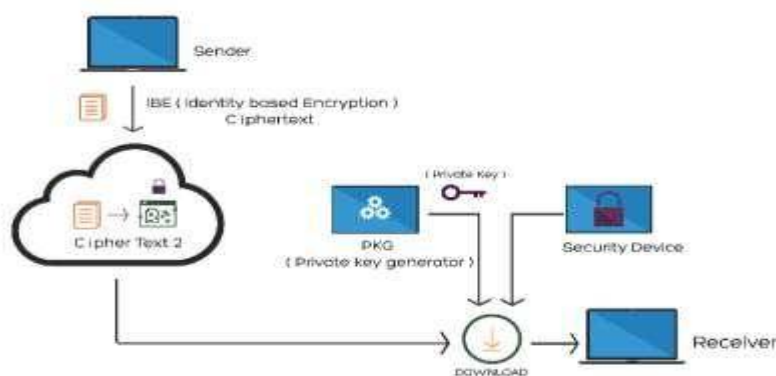 Sender
IBE ( Identity based Encryption )
Ciphertext
Cipher Text 2
( Private Key )
PKG
( Private key generator )
Security Device
DOWNLOAD
Receiver